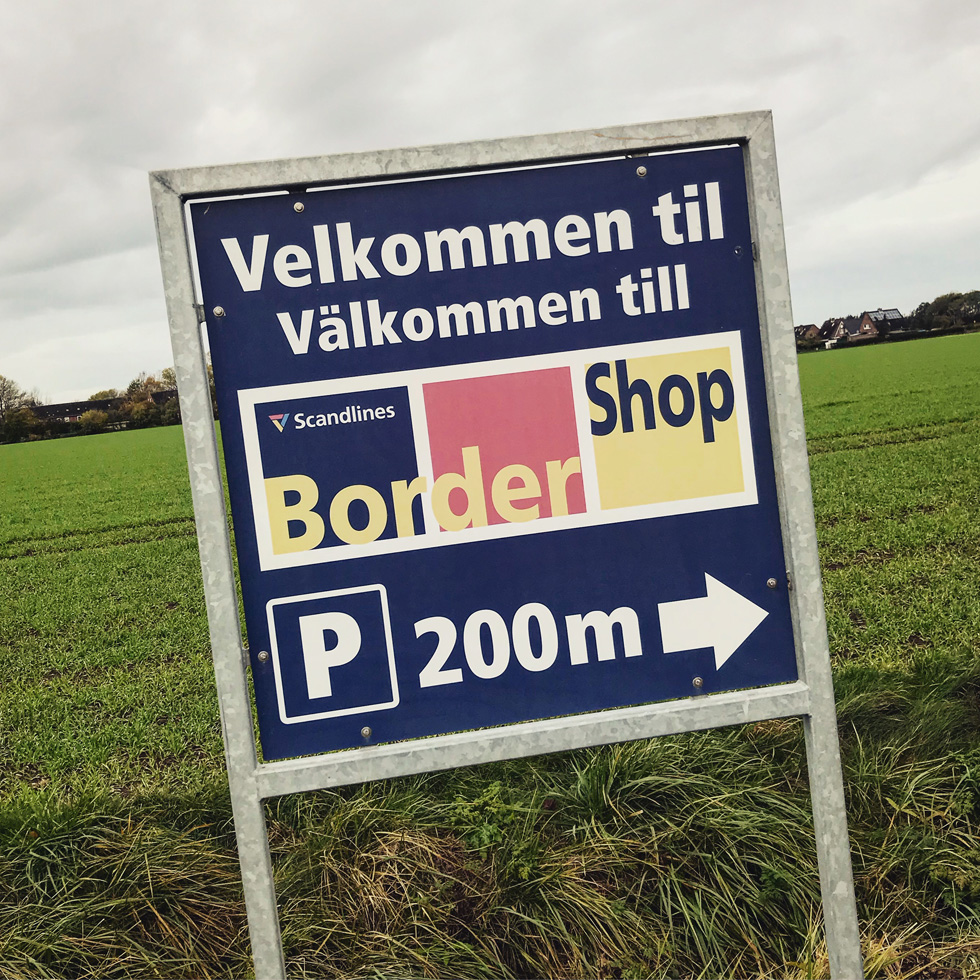 Velkommen til
Välkommen till
Scandlines
Border Shop
P 200m